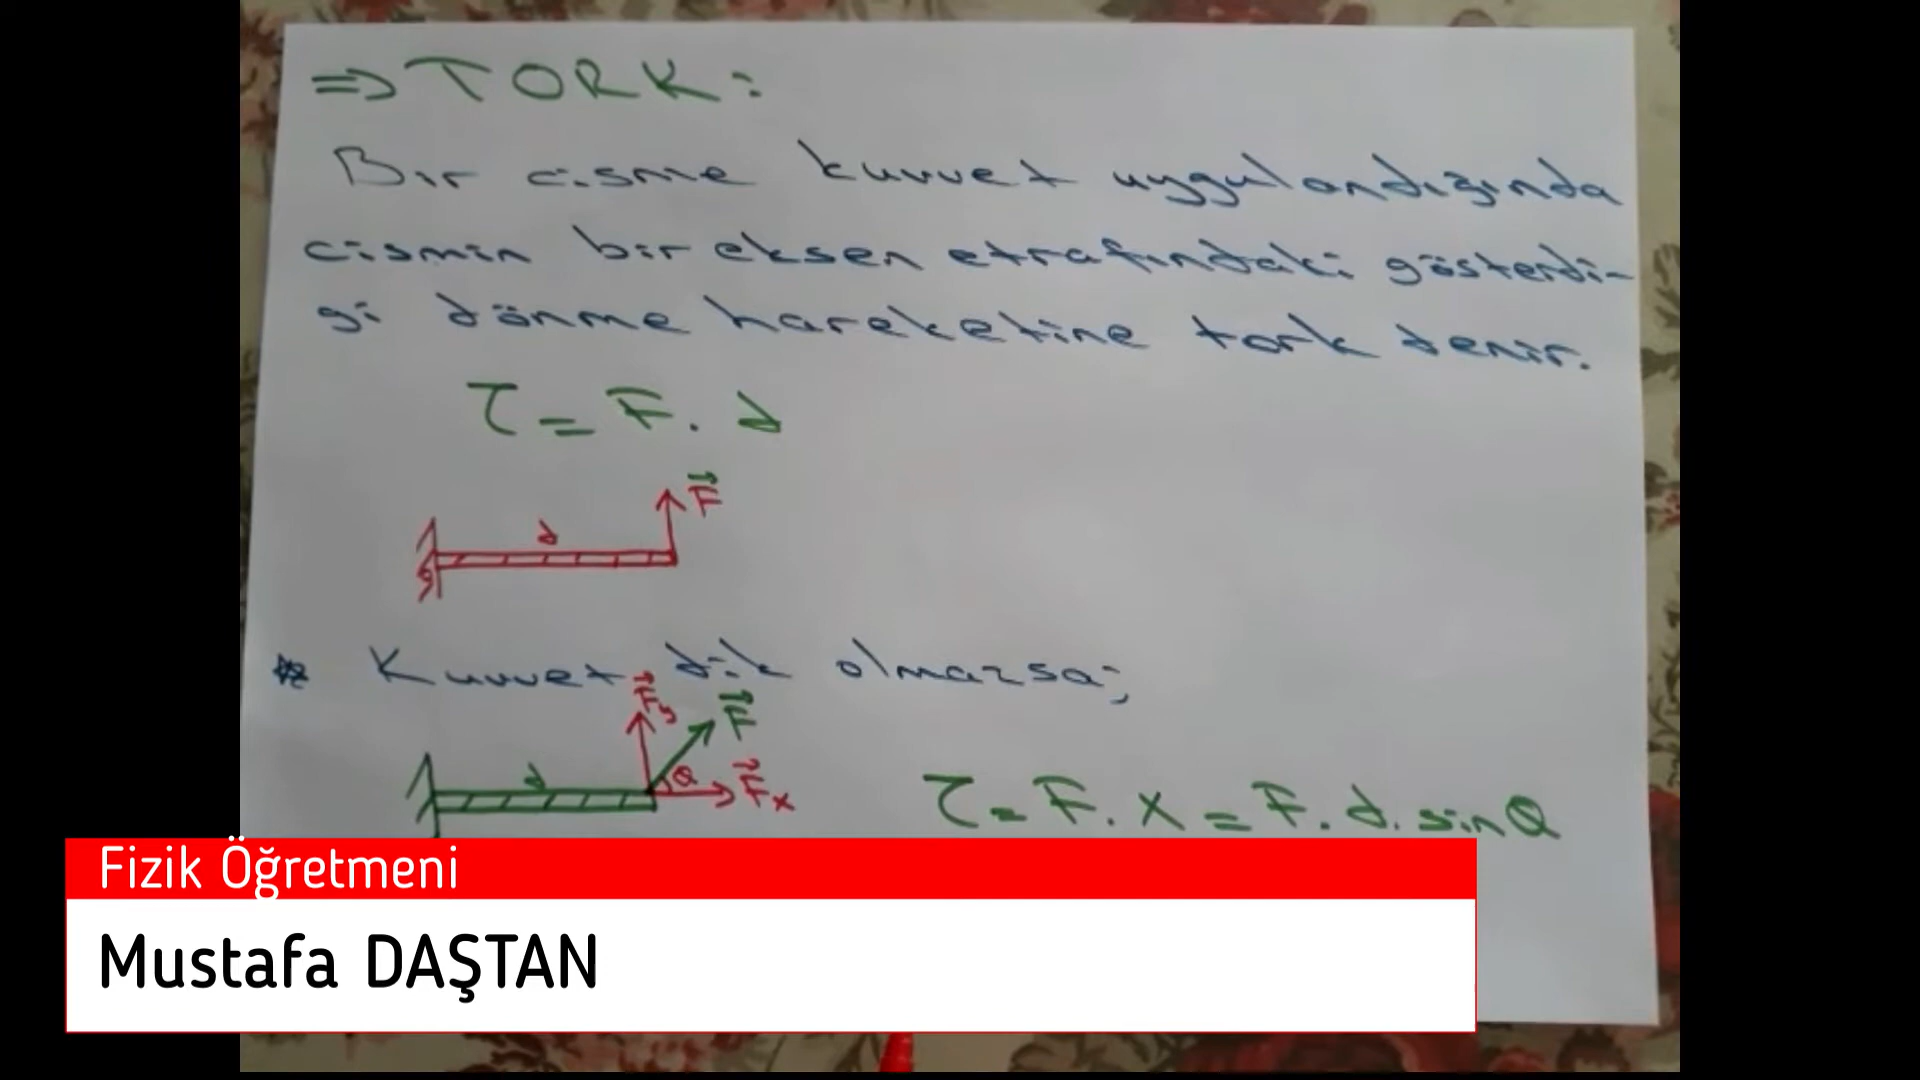 ⇒ TORK:
Bir cisme kuvvet uygulandığında
cismin bir eksen etrafındaki gösterdi-
gi dönme hareketine tork denir.
τ = F. d
F
d
* Kuvvet dik olmazsa;
Fy
F
d
θ
Fx
τ = F. x = F. d. sinθ
Fizik Öğretmeni
Mustafa DAŞTAN